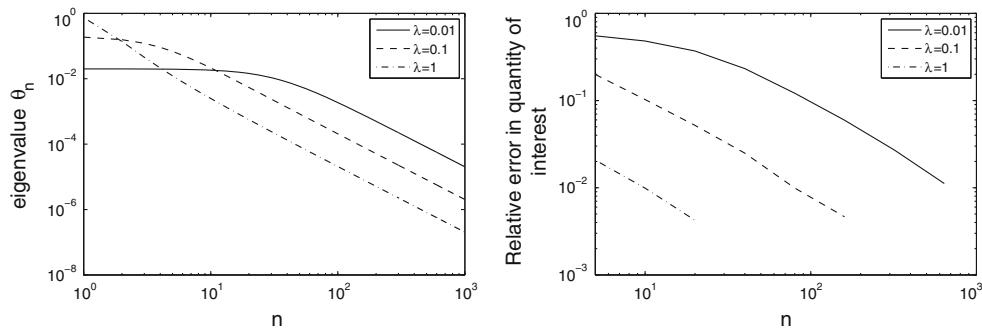 10^0
10^-2
10^-4
10^-6
10^-8
eigenvalue θ_n
10^0
10^1
10^2
10^3
n
λ=0.01
λ=0.1
λ=1
10^0
10^-1
10^-2
10^-3
Relative error in quantity of
interest
10^1
10^2
10^3
n
λ=0.01
λ=0.1
λ=1